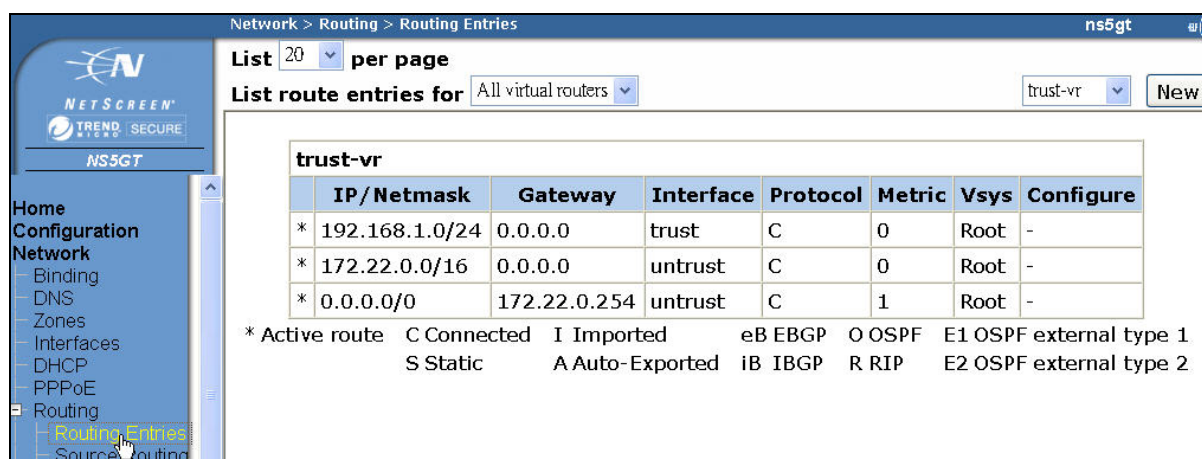 Network > Routing > Routing Entries ns5gt
NETSCREEN
TREND MICRO SECURE
NS5GT
List 20 per page
List route entries for All virtual routers trust-vr New
Home
Configuration
Network
Binding
DNS
Zones
Interfaces
DHCP
PPPoE
Routing
Routing Entries
Source Routing
trust-vr
IP/Netmask Gateway Interface Protocol Metric Vsys Configure
* 192.168.1.0/24 0.0.0.0 trust C 0 Root -
* 172.22.0.0/16 0.0.0.0 untrust C 0 Root -
* 0.0.0.0/0 172.22.0.254 untrust C 1 Root -
* Active route C Connected I Imported eB EBGP O OSPF E1 OSPF external type 1
S Static A Auto-Exported iB IBGP R RIP E2 OSPF external type 2